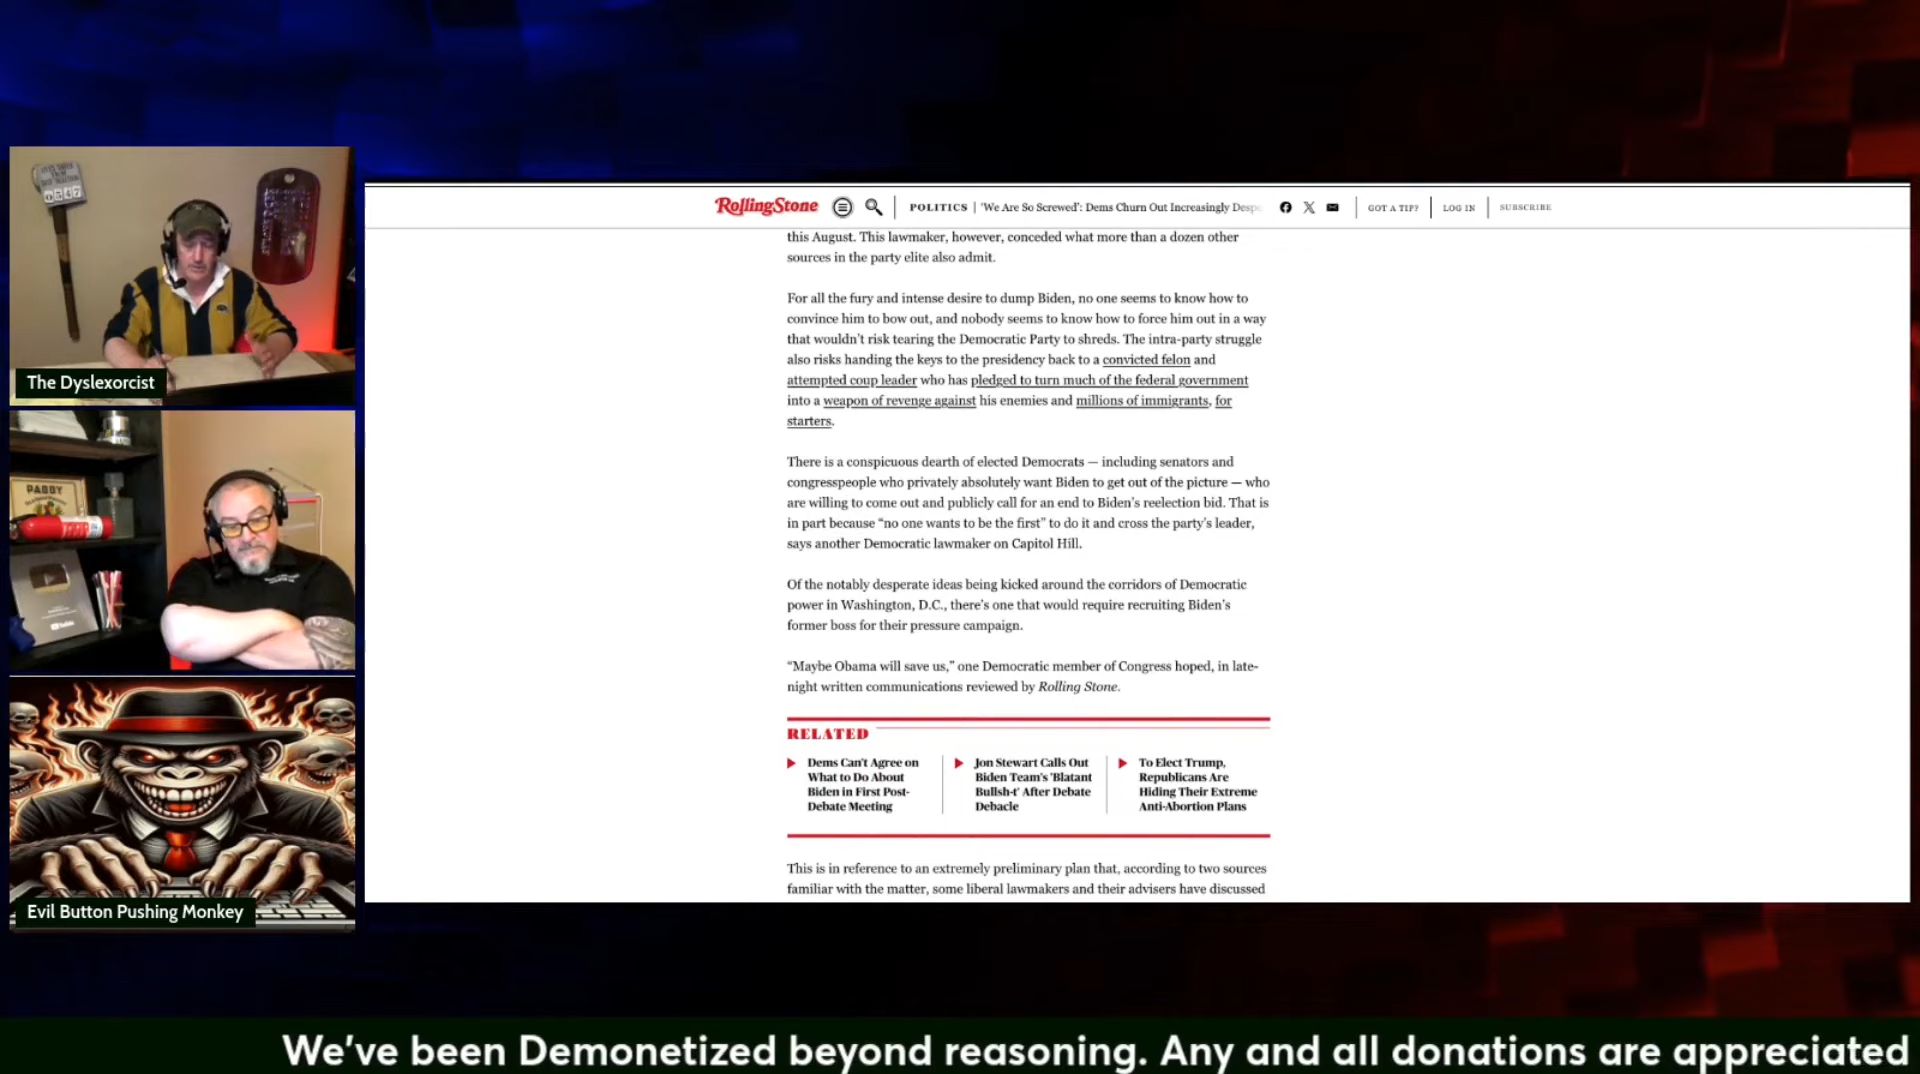 0547
The Dyslexorcist
PABBY
YouTube
Evil Button Pushing Monkey
RollingStone
POLITICS | 'We Are So Screwed': Dems Churn Out Increasingly Despe
GOT A TIP?
LOG IN
SUBSCRIBE
this August. This lawmaker, however, conceded what more than a dozen other
sources in the party elite also admit.
For all the fury and intense desire to dump Biden, no one seems to know how to
convince him to bow out, and nobody seems to know how to force him out in a way
that wouldn't risk tearing the Democratic Party to shreds. The intra-party struggle
also risks handing the keys to the presidency back to a convicted felon and
attempted coup leader who has pledged to turn much of the federal government
into a weapon of revenge against his enemies and millions of immigrants, for
starters.
There is a conspicuous dearth of elected Democrats — including senators and
congresspeople who privately absolutely want Biden to get out of the picture — who
are willing to come out and publicly call for an end to Biden's reelection bid. That is
in part because “no one wants to be the first” to do it and cross the party's leader,
says another Democratic lawmaker on Capitol Hill.
Of the notably desperate ideas being kicked around the corridors of Democratic
power in Washington, D.C., there's one that would require recruiting Biden's
former boss for their pressure campaign.
“Maybe Obama will save us,” one Democratic member of Congress hoped, in late-
night written communications reviewed by Rolling Stone.
RELATED
Dems Can't Agree on
What to Do About
Biden in First Post-
Debate Meeting
Jon Stewart Calls Out
Biden Team's 'Blatant
Bullsh-t' After Debate
Debacle
To Elect Trump,
Republicans Are
Hiding Their Extreme
Anti-Abortion Plans
This is in reference to an extremely preliminary plan that, according to two sources
familiar with the matter, some liberal lawmakers and their advisers have discussed
We've been Demonetized beyond reasoning. Any and all donations are appreciated